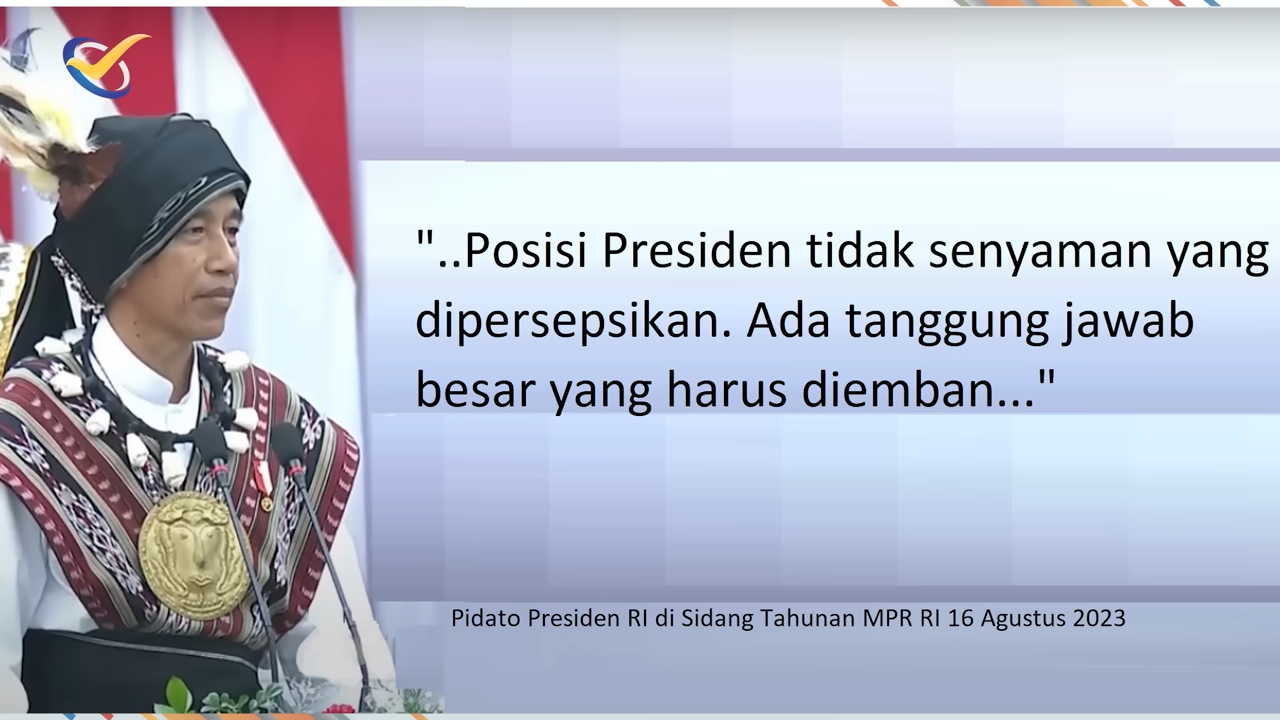 "..Posisi Presiden tidak senyaman yang
dipersepsikan. Ada tanggung jawab
besar yang harus diemban..."
Pidato Presiden RI di Sidang Tahunan MPR RI 16 Agustus 2023